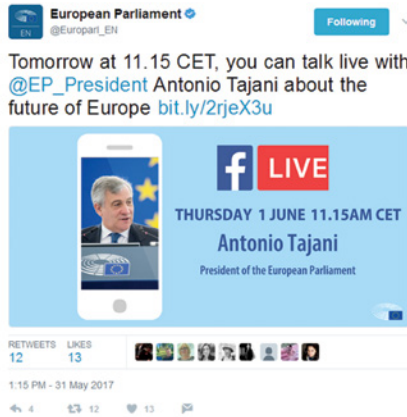 European Parliament
@Europarl_EN
EN
Following
Tomorrow at 11.15 CET, you can talk live with
@EP_President Antonio Tajani about the
future of Europe bit.ly/2rjeX3u
f LIVE
THURSDAY 1 JUNE 11.15AM CET
Antonio Tajani
President of the European Parliament
RETWEETS LIKES
12 13
1:15 PM - 31 May 2017
4 12 13